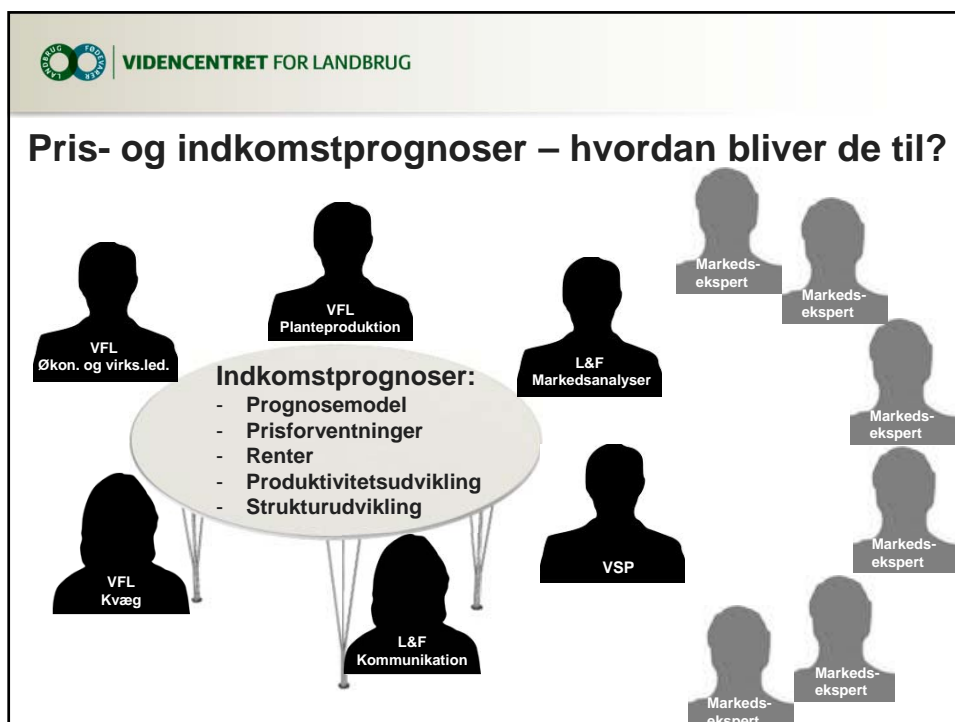 LANDBRUG FØDEVARER
VIDENCENTRET FOR LANDBRUG
Pris- og indkomstprognoser – hvordan bliver de til?
VFL
Økon. og virks.led.
VFL
Planteproduktion
L&F
Markedsanalyser
Markeds-
ekspert
Markeds-
ekspert
Indkomstprognoser:
- Prognosemodel
- Prisforventninger
- Renter
- Produktivitetsudvikling
- Strukturudvikling
Markeds-
ekspert
Markeds-
ekspert
VFL
Kvæg
L&F
Kommunikation
VSP
Markeds-
ekspert
Markeds-
ekspert